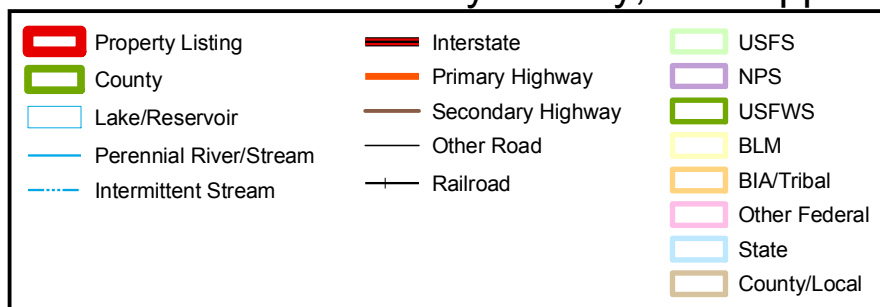 Property Listing
County
Lake/Reservoir
Perennial River/Stream
Intermittent Stream
Interstate
Primary Highway
Secondary Highway
Other Road
Railroad
USFS
NPS
USFWS
BLM
BIA/Tribal
Other Federal
State
County/Local